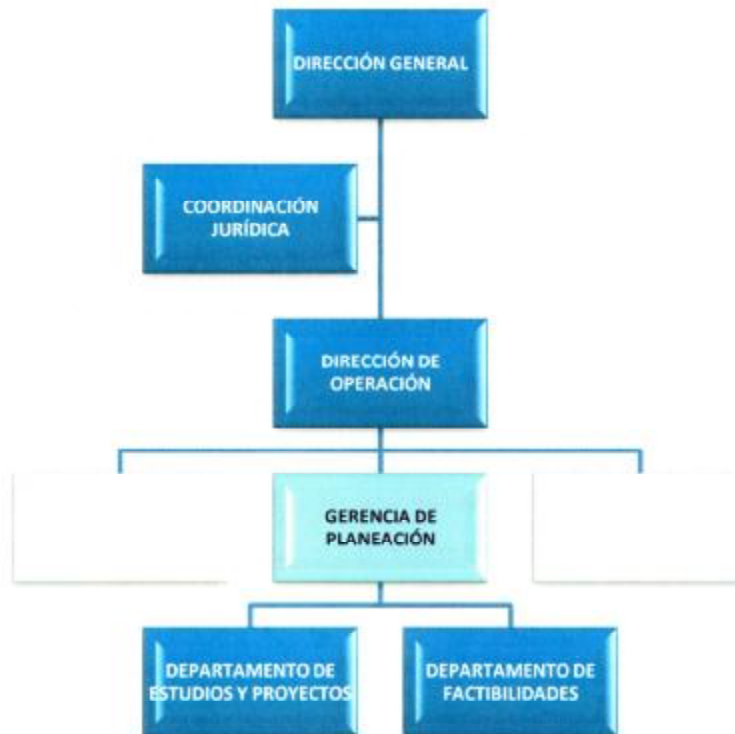 DIRECCIÓN GENERAL
COORDINACIÓN
JURÍDICA
DIRECCIÓN DE
OPERACIÓN
GERENCIA DE
PLANEACIÓN
DEPARTAMENTO DE
ESTUDIOS Y PROYECTOS
DEPARTAMENTO DE
FACTIBILIDADES